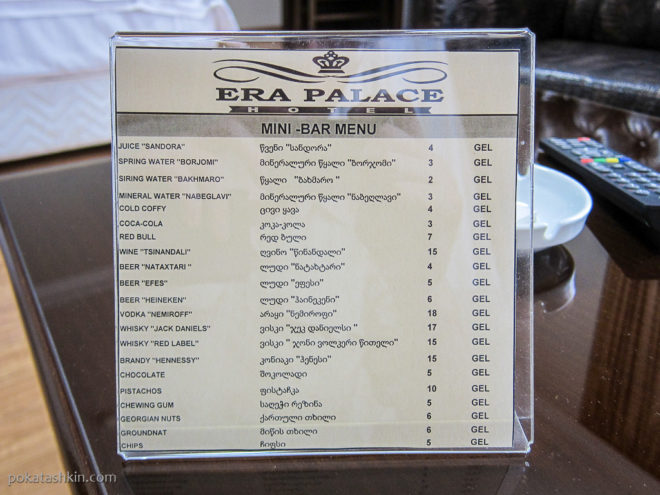 ERA PALACE
HOTEL
MINI -BAR MENU
JUICE "SANDORA" წვენი "სანდორა" 4 GEL
SPRING WATER "BORJOMI" მინერალური წყალი "ბორჯომი" 3 GEL
SIRING WATER "BAKHMARO" წყალი "ბახმარო" 2 GEL
MINERAL WATER "NABEGLAVI" მინერალური წყალი "ნაბეღლავი" 3 GEL
COLD COFFY ცივი ყავა 4 GEL
COCA-COLA კოკა-კოლა 3 GEL
RED BULL რედ ბული 7 GEL
WINE "TSINANDALI" ღვინო "წინანდალი" 15 GEL
BEER "NATAXTARI " ლუდი "ნატახტარი" 4 GEL
BEER "EFES" ლუდი "ეფესი" 5 GEL
BEER "HEINEKEN" ლუდი "ჰაინეკენი" 6 GEL
VODKA "NEMIROFF" არაყი "ნემიროფი" 18 GEL
WHISKY "JACK DANIELS" ვისკი "ჯეკ დანიელსი " 17 GEL
WHISKY "RED LABEL" ვისკი " ჯონი ვოლკერი წითელი" 15 GEL
BRANDY "HENNESSY" კონიაკი "ჰენესი" 15 GEL
CHOCOLATE შოკოლადი 5 GEL
PISTACHOS ფისტაჩკა 10 GEL
CHEWING GUM საღეჭი რეზინა 5 GEL
GEORGIAN NUTS ქართული თხილი 6 GEL
GROUNDNAT მიწის თხილი 6 GEL
CHIPS ჩიფსი 5 GEL
pokatashkin.com